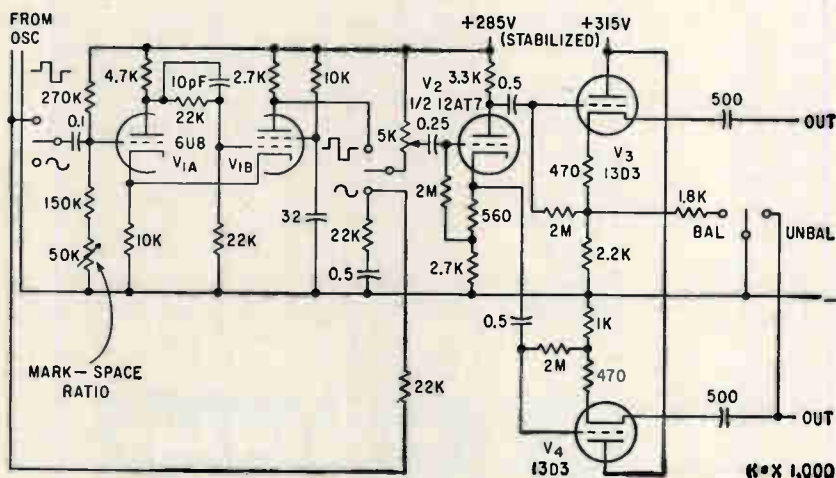 FROM
OSC
+285V
+315V
(STABILIZED)
4.7K
10pF
2.7K
10K
3.3K
0.5
500
OUT
270K
22K
V2
1/2 12AT7
0.1
6U8
V1A
V1B
5K
0.25
V3
13D3
470
150K
2M
560
1.8K
BAL
UNBAL
50K
10K
22K
32
22K
2M
2.2K
0.5
2.7K
0.5
1K
MARK-SPACE
RATIO
2M
470
22K
500
V4
13D3
OUT
K=X 1,000